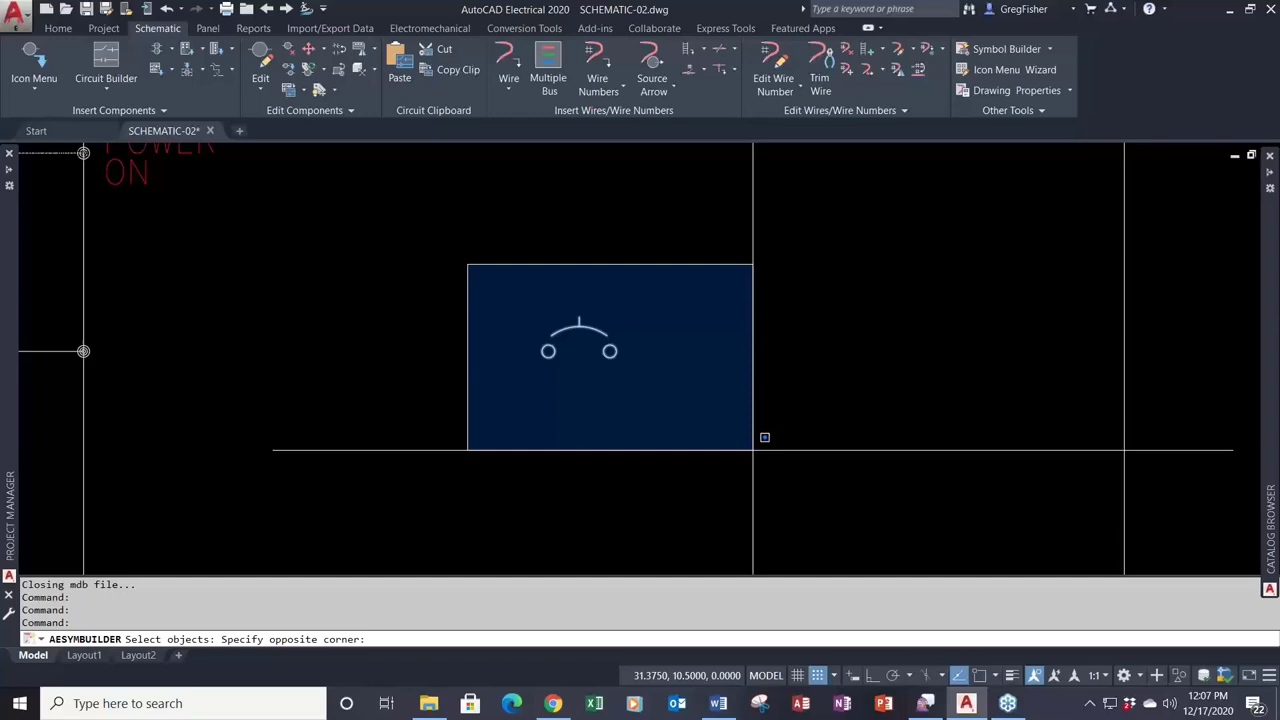 AutoCAD Electrical 2020 SCHEMATIC-02.dwg
Type a keyword or phrase
GregFisher
E
Home Project Schematic Panel Reports Import/Export Data Electromechanical Conversion Tools Add-ins Collaborate Express Tools Featured Apps
Icon Menu
Circuit Builder
Insert Components
Edit
Edit Components
Paste
Cut
Copy Clip
Circuit Clipboard
Wire
Multiple
Bus
Wire
Numbers
Source
Arrow
Insert Wires/Wire Numbers
Edit Wire
Number
Trim
Wire
Edit Wires/Wire Numbers
Symbol Builder
Icon Menu Wizard
Drawing Properties
Other Tools
Start SCHEMATIC-02*
POWER
ON
PROJECT MANAGER
CATALOG BROWSER
Closing mdb file...
Command:
Command:
Command:
AESYMBUILDER Select objects: Specify opposite corner:
Model Layout1 Layout2 +
31.3750, 10.5000, 0.0000 MODEL
1:1
Type here to search
12:07 PM
12/17/2020
22